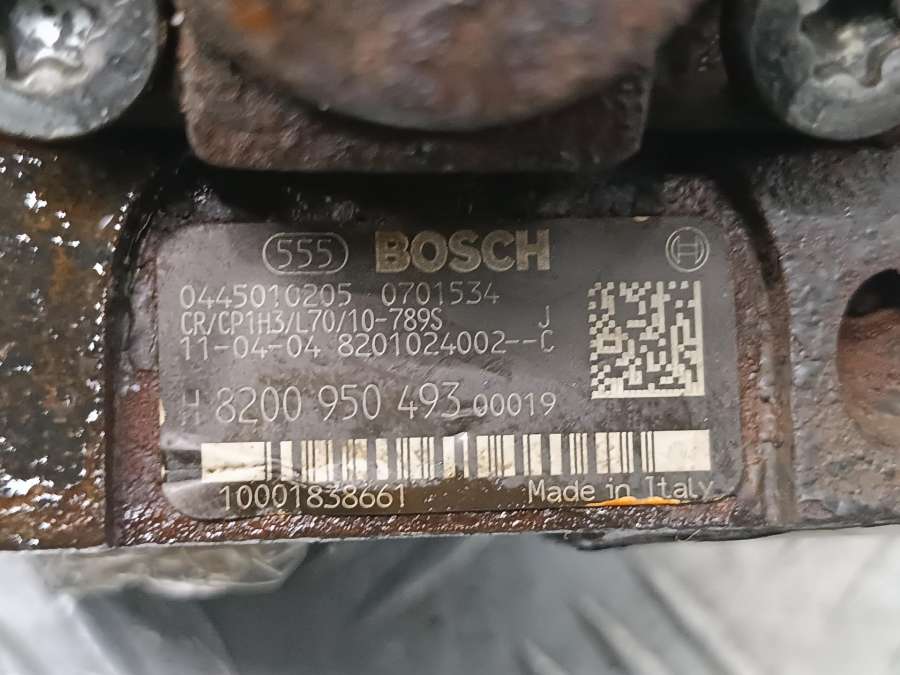 555 BOSCH
0445010205 0701534
CR/CP1H3/L70/10-789S J
11-04-04 8201024002--C
H 8200 950 493 00019
10001838661 Made in Italy